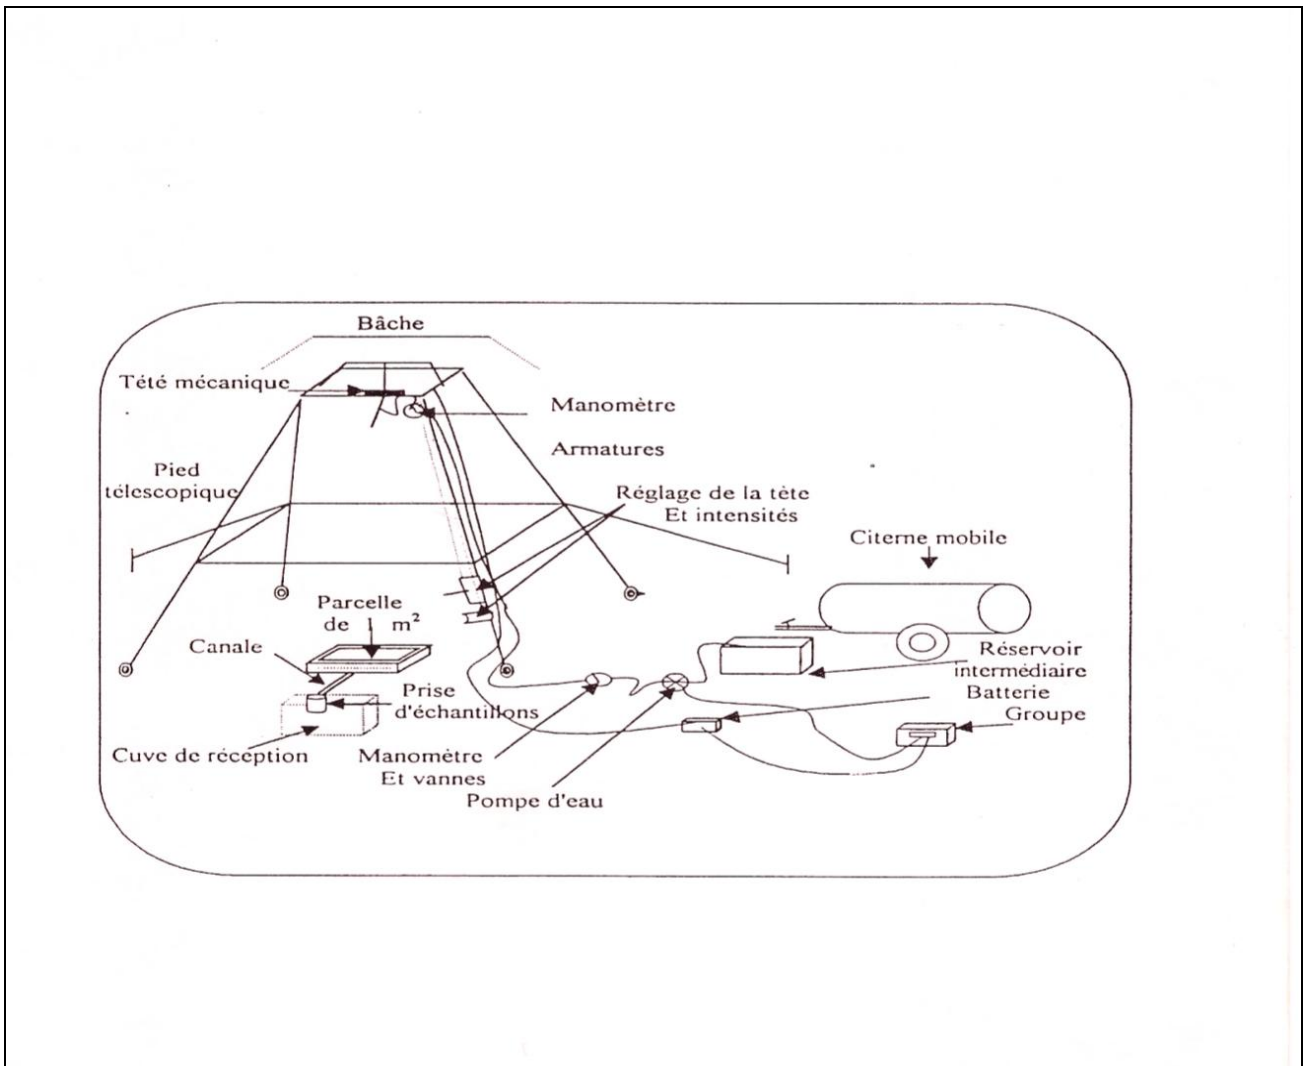 Bâche
Tété mécanique
Manomètre
Armatures
Pied
télescopique
Réglage de la tète
Et intensités
Citerne mobile
Parcelle
de 1 m²
Canale
Réservoir
intermédiaire
Prise
d'échantillons
Batterie
Groupe
Cuve de réception
Manomètre
Et vannes
Pompe d'eau